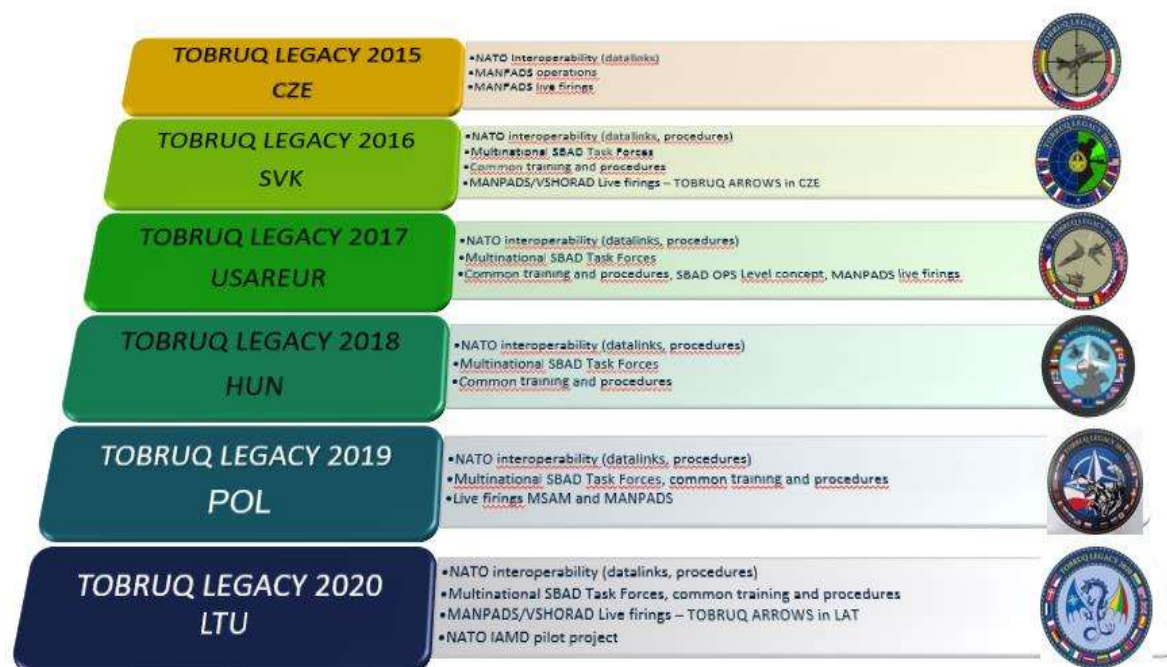 TOBRUQ LEGACY 2015
CZE
•NATO Interoperability (datalinks)
•MANPADS operations
•MANPADS live firings
TOBRUQ LEGACY 2016
SVK
•NATO interoperability (datalinks, procedures)
•Multinational SBAD Task Forces
•Common training and procedures
•MANPADS/VSHORAD Live firings – TOBRUQ ARROWS in CZE
TOBRUQ LEGACY 2017
USAREUR
•NATO interoperability (datalinks, procedures)
•Multinational SBAD Task Forces
•Common training and procedures, SBAD OPS Level concept, MANPADS live firings
TOBRUQ LEGACY 2018
HUN
•NATO interoperability (datalinks, procedures)
•Multinational SBAD Task Forces
•Common training and procedures
TOBRUQ LEGACY 2019
POL
•NATO interoperability (datalinks, procedures)
•Multinational SBAD Task Forces, common training and procedures
•Live firings MSAM and MANPADS
TOBRUQ LEGACY 2020
LTU
•NATO interoperability (datalinks, procedures)
•Multinational SBAD Task Forces, common training and procedures
•MANPADS/VSHORAD Live firings – TOBRUQ ARROWS in LAT
•NATO IAMD pilot project